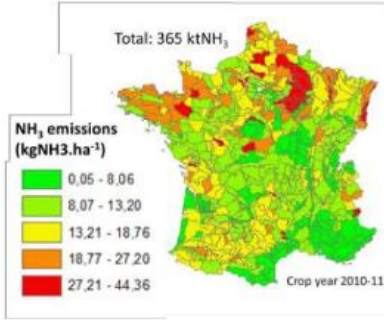 Total: 365 ktNH₃
NH₃ emissions
(kgNH3.ha⁻¹)
0,05 - 8,06
8,07 - 13,20
13,21 - 18,76
18,77 - 27,20
27,21 - 44,36
Crop year 2010-11